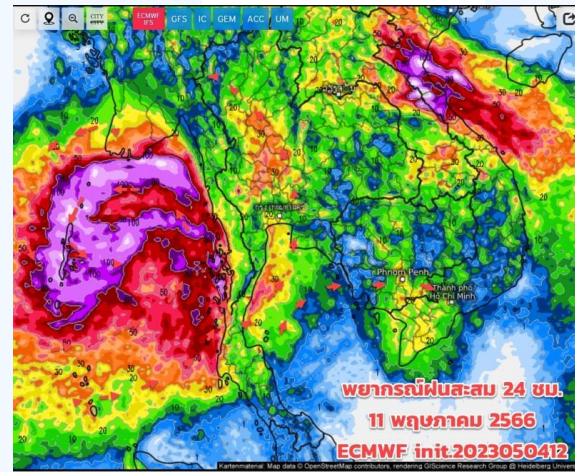 CITY
ECMWF
IFS
GFS
IC
GEM
ACC
UM
Phnom Penh
Thành phố
Hồ Chí Minh
พยากรณ์ฝนสะสม 24 ชม.
11 พฤษภาคม 2566
ECMWF init.2023050412
Kartenmaterial: Map data © OpenStreetMap contributors, rendering GIScience Research Group @ Heidelberg Univer